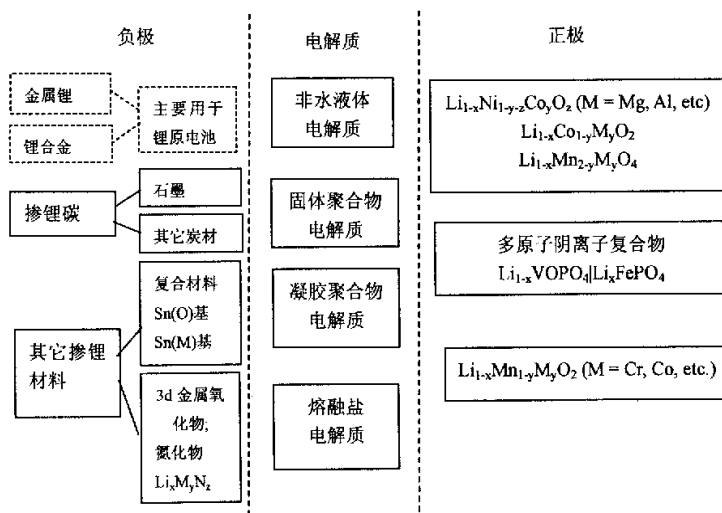 负极
电解质
正极
金属锂
锂合金
主要用于
锂原电池
掺锂碳
石墨
其它炭材
其它掺锂
材料
复合材料
Sn(O)基
Sn(M)基
3d 金属氧
化物;
氮化物
LiₓMᵧN_z
非水液体
电解质
固体聚合物
电解质
凝胶聚合物
电解质
熔融盐
电解质
Li₁₋ₓNi₁₋ᵧ₋zCoᵧO₂ (M = Mg, Al, etc)
Li₁₋ₓCo₁₋ᵧMᵧO₂
Li₁₋ₓMn₂₋ᵧMᵧO₄
多原子阴离子复合物
Li₁₋ₓVOPO₄|LiₓFePO₄
Li₁₋ₓMn₁₋ᵧMᵧO₂ (M = Cr, Co, etc.)